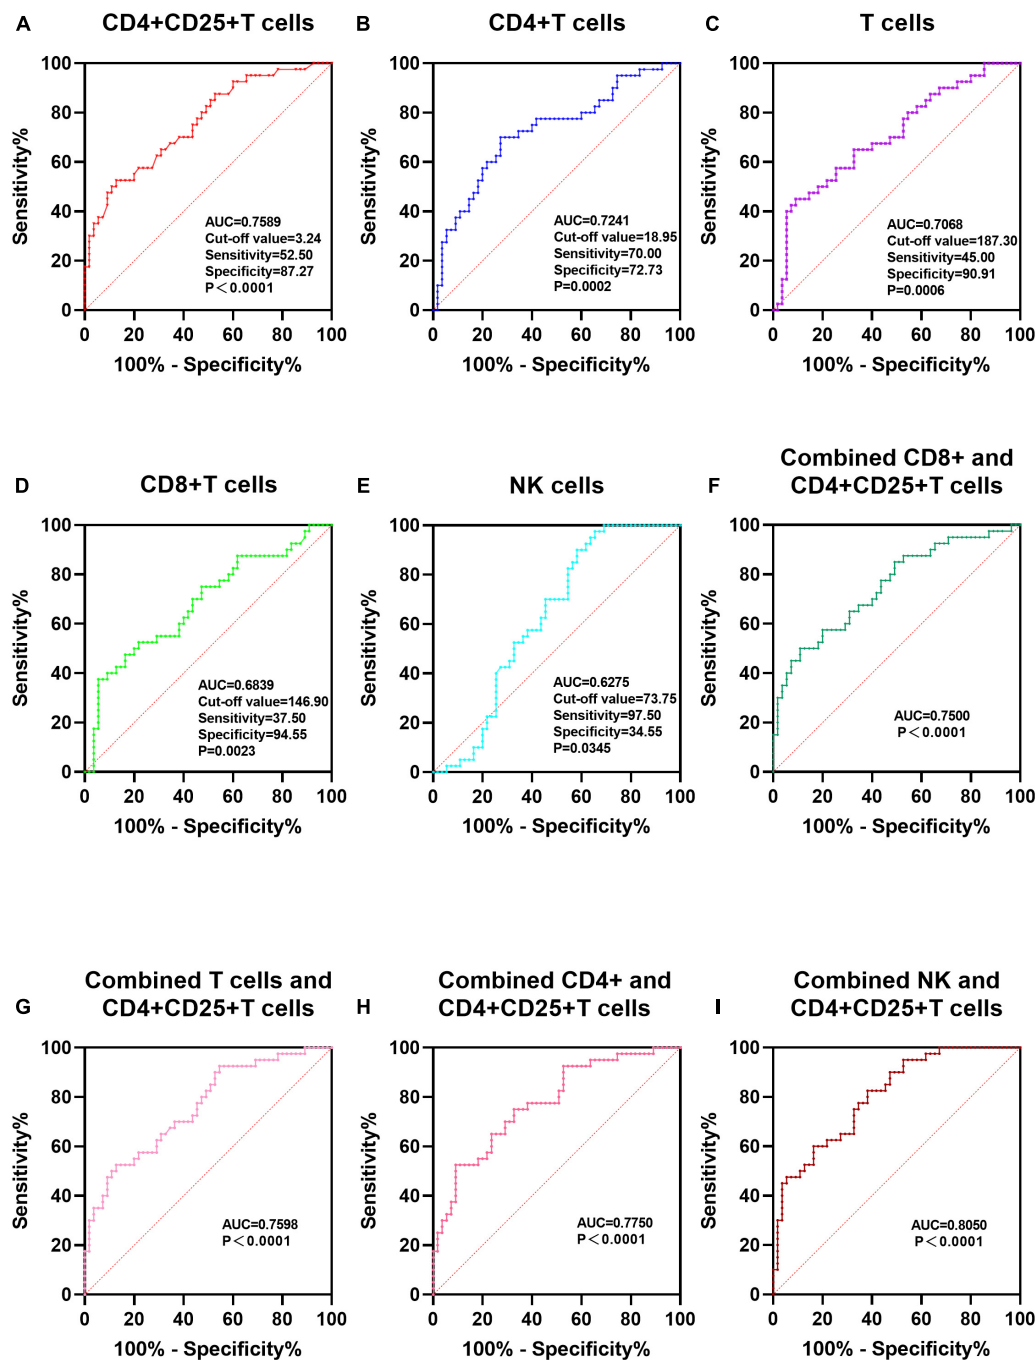 A
CD4+CD25+T cells
Sensitivity%
100
80
60
40
20
0
AUC=0.7589
Cut-off value=3.24
Sensitivity=52.50
Specificity=87.27
P<0.0001
0 20 40 60 80 100
100% - Specificity%
B
CD4+T cells
Sensitivity%
100
80
60
40
20
0
AUC=0.7241
Cut-off value=18.95
Sensitivity=70.00
Specificity=72.73
P=0.0002
0 20 40 60 80 100
100% - Specificity%
C
T cells
Sensitivity%
100
80
60
40
20
0
AUC=0.7068
Cut-off value=187.30
Sensitivity=45.00
Specificity=90.91
P=0.0006
0 20 40 60 80 100
100% - Specificity%
D
CD8+T cells
Sensitivity%
100
80
60
40
20
0
AUC=0.6839
Cut-off value=146.90
Sensitivity=37.50
Specificity=94.55
P=0.0023
0 20 40 60 80 100
100% - Specificity%
E
NK cells
Sensitivity%
100
80
60
40
20
0
AUC=0.6275
Cut-off value=73.75
Sensitivity=97.50
Specificity=34.55
P=0.0345
0 20 40 60 80 100
100% - Specificity%
F
Combined CD8+ and
CD4+CD25+T cells
Sensitivity%
100
80
60
40
20
0
AUC=0.7500
P<0.0001
0 20 40 60 80 100
100% - Specificity%
G
Combined T cells and
CD4+CD25+T cells
Sensitivity%
100
80
60
40
20
0
AUC=0.7598
P<0.0001
0 20 40 60 80 100
100% - Specificity%
H
Combined CD4+ and
CD4+CD25+T cells
Sensitivity%
100
80
60
40
20
0
AUC=0.7750
P<0.0001
0 20 40 60 80 100
100% - Specificity%
I
Combined NK and
CD4+CD25+T cells
Sensitivity%
100
80
60
40
20
0
AUC=0.8050
P<0.0001
0 20 40 60 80 100
100% - Specificity%